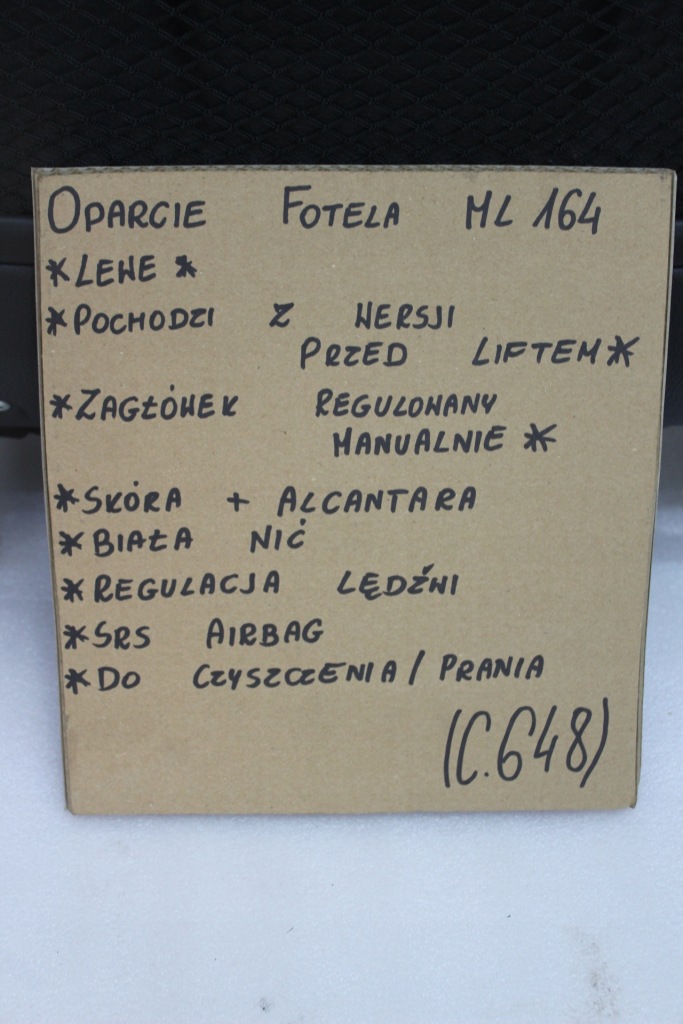 OPARCIE FOTELA ML 164
*LEWE *
*POCHODZI Z WERSJI
PRZED LIFTEM*
*ZAGŁÓWEK REGULOWANY
MANUALNIE *
*SKÓRA + ALCANTARA
*BIAŁA NIĆ
*REGULACJA LĘDŹWI
*SRS AIRBAG
*DO CZYSZCZENIA / PRANIA
(C.648)